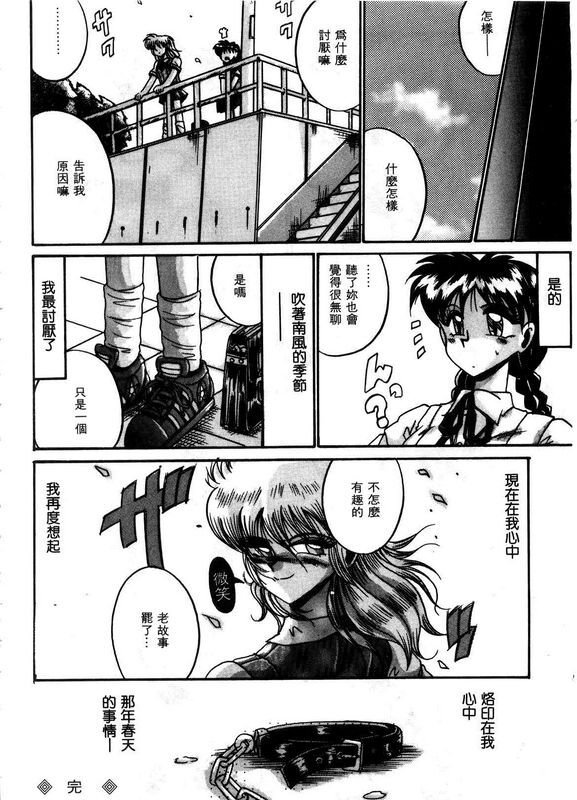 怎樣—
什麼怎樣
為什麼
討厭嘛
………
告訴我
原因嘛
ザッ
是的
………
聽了妳也會
覺得很無聊
ん？
吹著南風的季節
是嗎
我最討厭了
只是一個
現在在我心中
不怎麼
有趣的
微笑
老故事
罷了…
我再度想起
烙印在我
心中
那年春天
的事情—
完